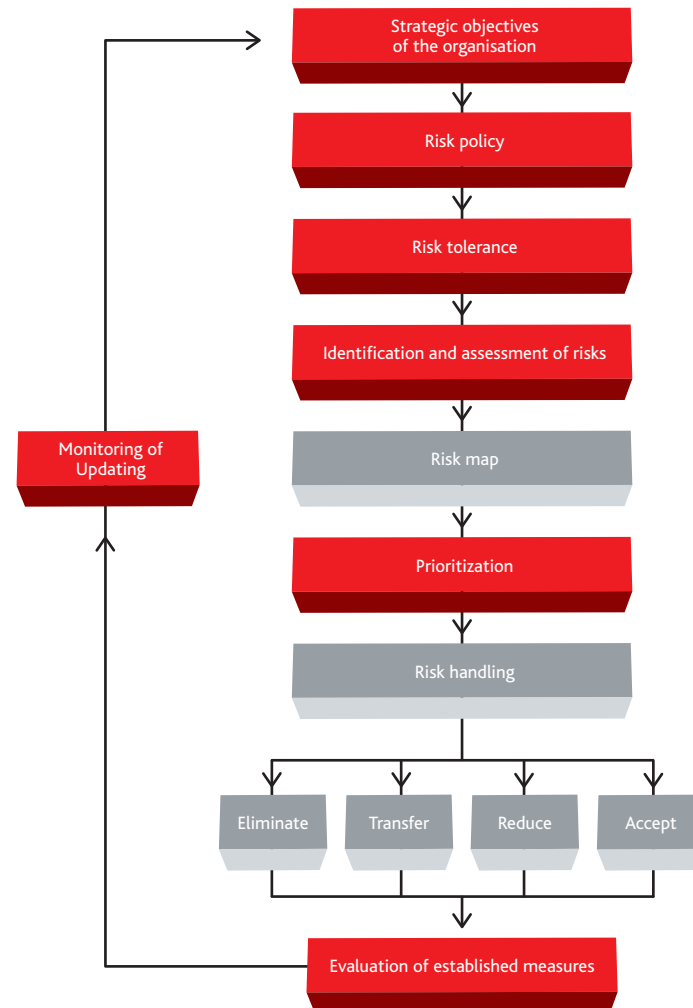 Strategic objectives
of the organisation
Risk policy
Risk tolerance
Identification and assessment of risks
Monitoring of
Updating
Risk map
Prioritization
Risk handling
Eliminate
Transfer
Reduce
Accept
Evaluation of established measures